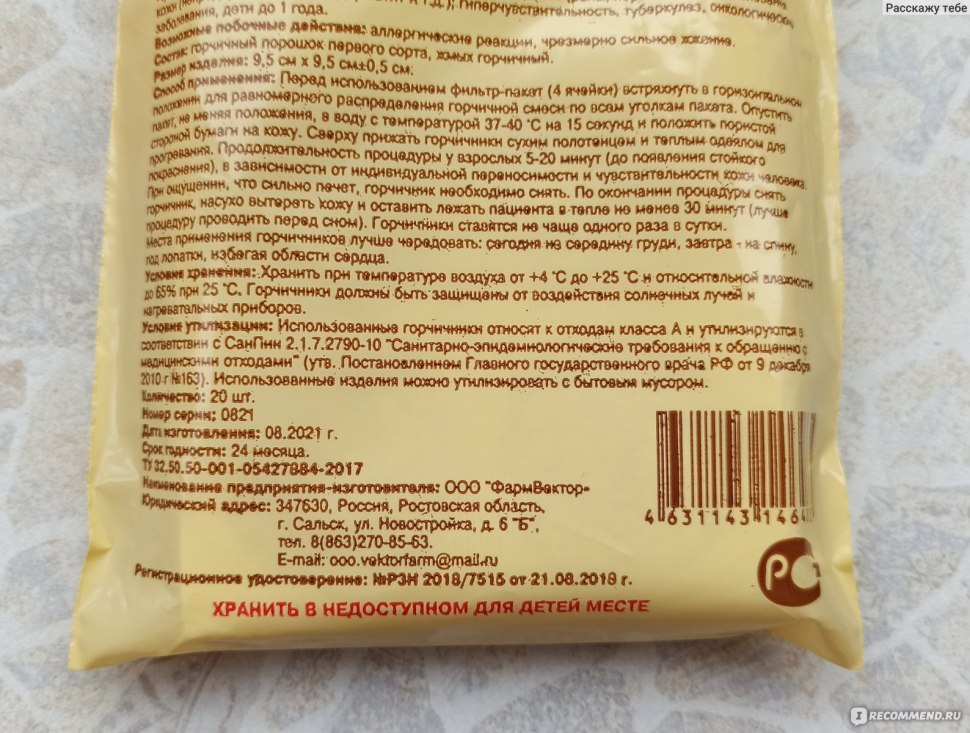 Расскажу тебе
кожи т.д.); гиперчувствительность, туберкулез, онкологические
заболевания, дети до 1 года.
Возможные побочные действия: аллергические реакции, чрезмерно сильное жжение.
Состав: горчичный порошок первого сорта, жмых горчичный.
Размер изделия: 9,5 см х 9,5 см±0,5 см.
Способ применения: Перед использованием фильтр-пакет (4 ячейки) встряхнуть в горизонтальном
положении для равномерного распределения горчичной смеси по всем уголкам пакета. Опустить
пакет, не меняя положения, в воду с температурой 37-40 °С на 15 секунд и положить пористой
стороной бумаги на кожу. Сверху прижать горчичники сухим полотенцем и теплым одеялом для
прогревания. Продолжительность процедуры у взрослых 5-20 минут (до появления стойкого
покраснения), в зависимости от индивидуальной переносимости и чувствительности кожи человека.
При ощущении, что сильно печет, горчичник необходимо снять. По окончании процедуры снять
горчичник, насухо вытереть кожу и оставить лежать пациента в тепле не менее 30 минут (лучше
процедуру проводить перед сном). Горчичники ставятся не чаще одного раза в сутки.
Места применения горчичников лучше чередовать: сегодня на середину груди, завтра - на спину,
под лопатки, избегая области сердца.
Условия хранения: Хранить при температуре воздуха от +4 °С до +25 °С и относительной влажности
до 65% при 25 °С. Горчичники должны быть защищены от воздействия солнечных лучей и
нагревательных приборов.
Условия утилизации: Использованные горчичники относят к отходам класса А и утилизируются в
соответствии с СанПин 2.1.7.2790-10 "Санитарно-эпидемиологические требования к обращению с
медицинскими отходами" (утв. Постановлением Главного государственного врача РФ от 9 декабря
2010 г №163). Использованные изделия можно утилизировать с бытовым мусором.
Количество: 20 шт.
Номер серии: 0821
Дата изготовления: 08.2021 г.
Срок годности: 24 месяца.
ТУ 32.50.50-001-05427884-2017
Наименование предприятия-изготовителя: ООО "ФармВектор"
Юридический адрес: 347630, Россия, Ростовская область,
г. Сальск, ул. Новостройка, д. 6 "Б",
тел. 8(863)270-85-63.
E-mail: ooo.vektorfarm@mail.ru
Регистрационное удостоверение: №РЗН 2018/7515 от 21.08.2018 г.
ХРАНИТЬ В НЕДОСТУПНОМ ДЛЯ ДЕТЕЙ МЕСТЕ
4 631143 1464
РС
IRECOMMEND.RU